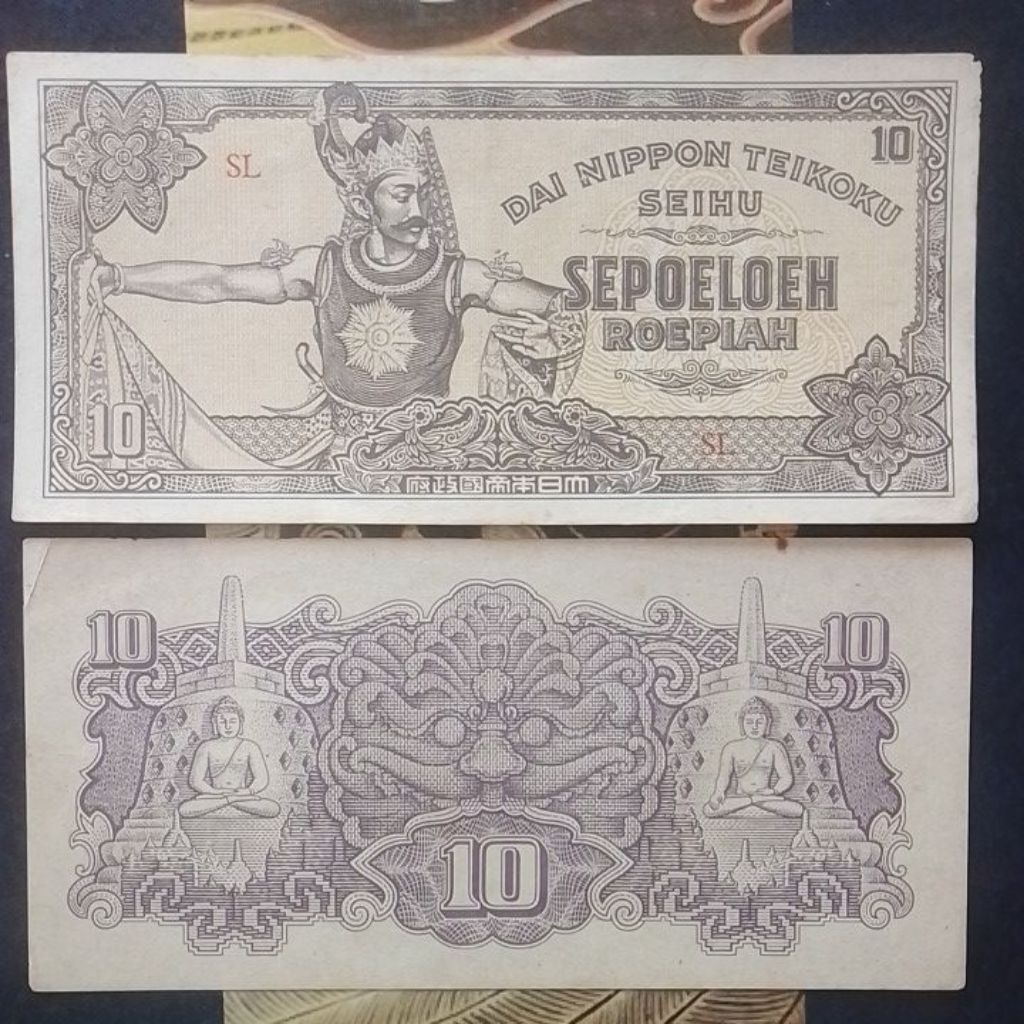 10
SL
DAI NIPPON TEIKOKU
SEIHU
SEPOELOEH
ROEPIAH
10
SL
府政國帝本日大
10
10
10